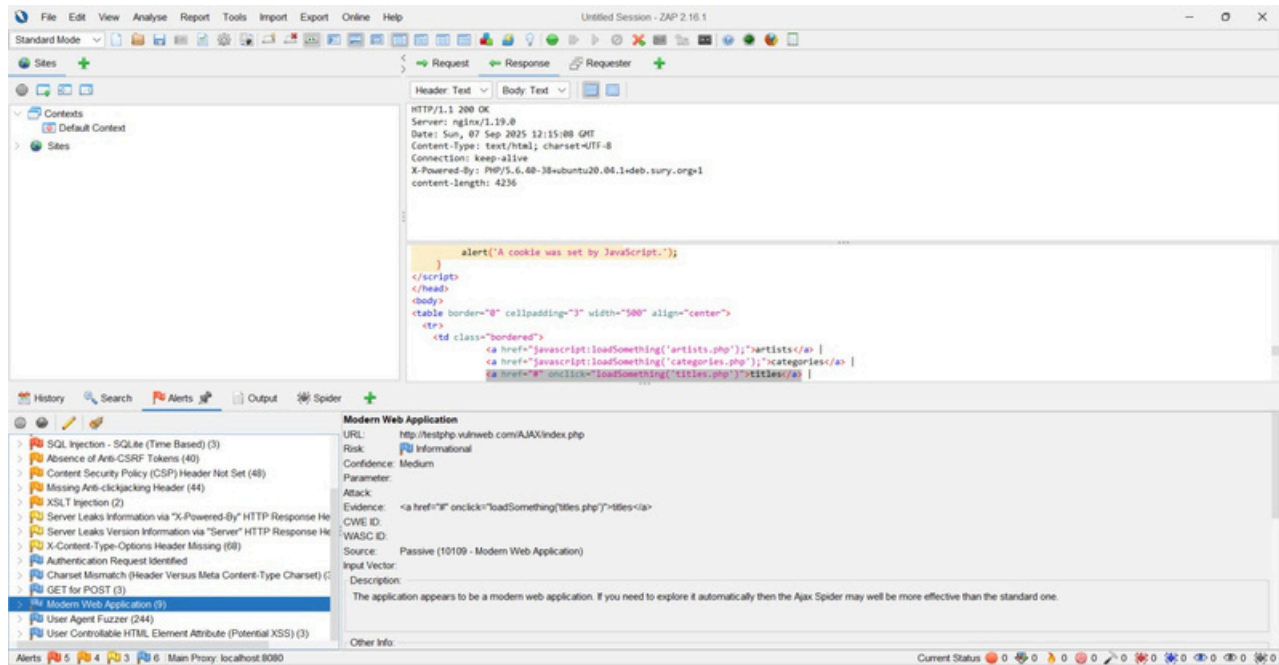 File Edit View Analyse Report Tools Import Export Online Help
Untitled Session - ZAP 2.16.1
Standard Mode
Sites
Request Response Requester
Header: Text Body: Text
Contexts
Default Context
Sites
HTTP/1.1 200 OK
Server: nginx/1.19.0
Date: Sun, 07 Sep 2025 12:15:08 GMT
Content-Type: text/html; charset=UTF-8
Connection: keep-alive
X-Powered-By: PHP/5.6.40-38+ubuntu20.04.1+deb.sury.org+1
content-length: 4236
alert('A cookie was set by JavaScript.');
}
</script>
</head>
<body>
<table border="0" cellpadding="3" width="500" align="center">
<tr>
<td class="bordered">
<a href="javascript:loadSomething('artists.php');">artists</a> |
<a href="javascript:loadSomething('categories.php');">categories</a> |
<a href="#" onclick="loadSomething('titles.php')">titles</a> |
History Search Alerts Output Spider
SQL Injection - SQLite (Time Based) (3)
Absence of Anti-CSRF Tokens (40)
Content Security Policy (CSP) Header Not Set (48)
Missing Anti-clickjacking Header (44)
XSLT Injection (2)
Server Leaks Information via "X-Powered-By" HTTP Response He
Server Leaks Version Information via "Server" HTTP Response He
X-Content-Type-Options Header Missing (68)
Authentication Request Identified
Charset Mismatch (Header Versus Meta Content-Type Charset) (3
GET for POST (3)
Modern Web Application (9)
User Agent Fuzzer (244)
User Controllable HTML Element Attribute (Potential XSS) (3)
Modern Web Application
URL: http://testphp.vulnweb.com/AJAX/index.php
Risk: Informational
Confidence: Medium
Parameter:
Attack:
Evidence: <a href="#" onclick="loadSomething('titles.php')">titles</a>
CWE ID:
WASC ID:
Source: Passive (10109 - Modern Web Application)
Input Vector:
Description:
The application appears to be a modern web application. If you need to explore it automatically then the Ajax Spider may well be more effective than the standard one.
Other Info:
Alerts 5 4 3 6 Main Proxy: localhost:8080
Current Status 0 0 0 0 0 0 0 0 0 0